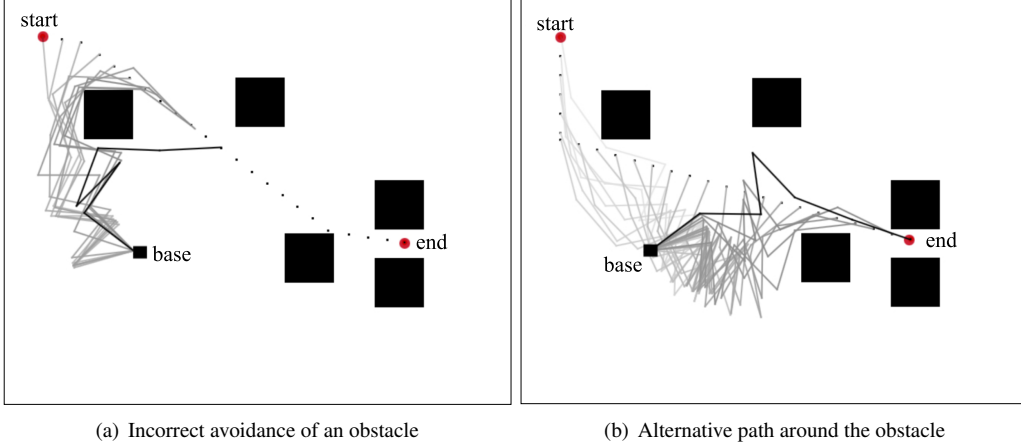 start
base
end
start
base
end
(a) Incorrect avoidance of an obstacle
(b) Alternative path around the obstacle